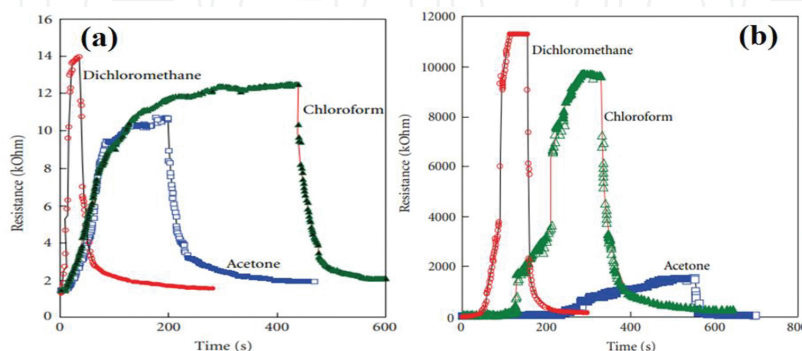 (a)
16
14
12
10
8
6
4
2
0
Resistance (kOhm)
Dichloromethane
Chloroform
Acetone
0
200
400
600
Time (s)
(b)
12000
10000
8000
6000
4000
2000
0
Resistance (kOhm)
Dichloromethane
Chloroform
Acetone
0
200
400
600
800
Time (s)